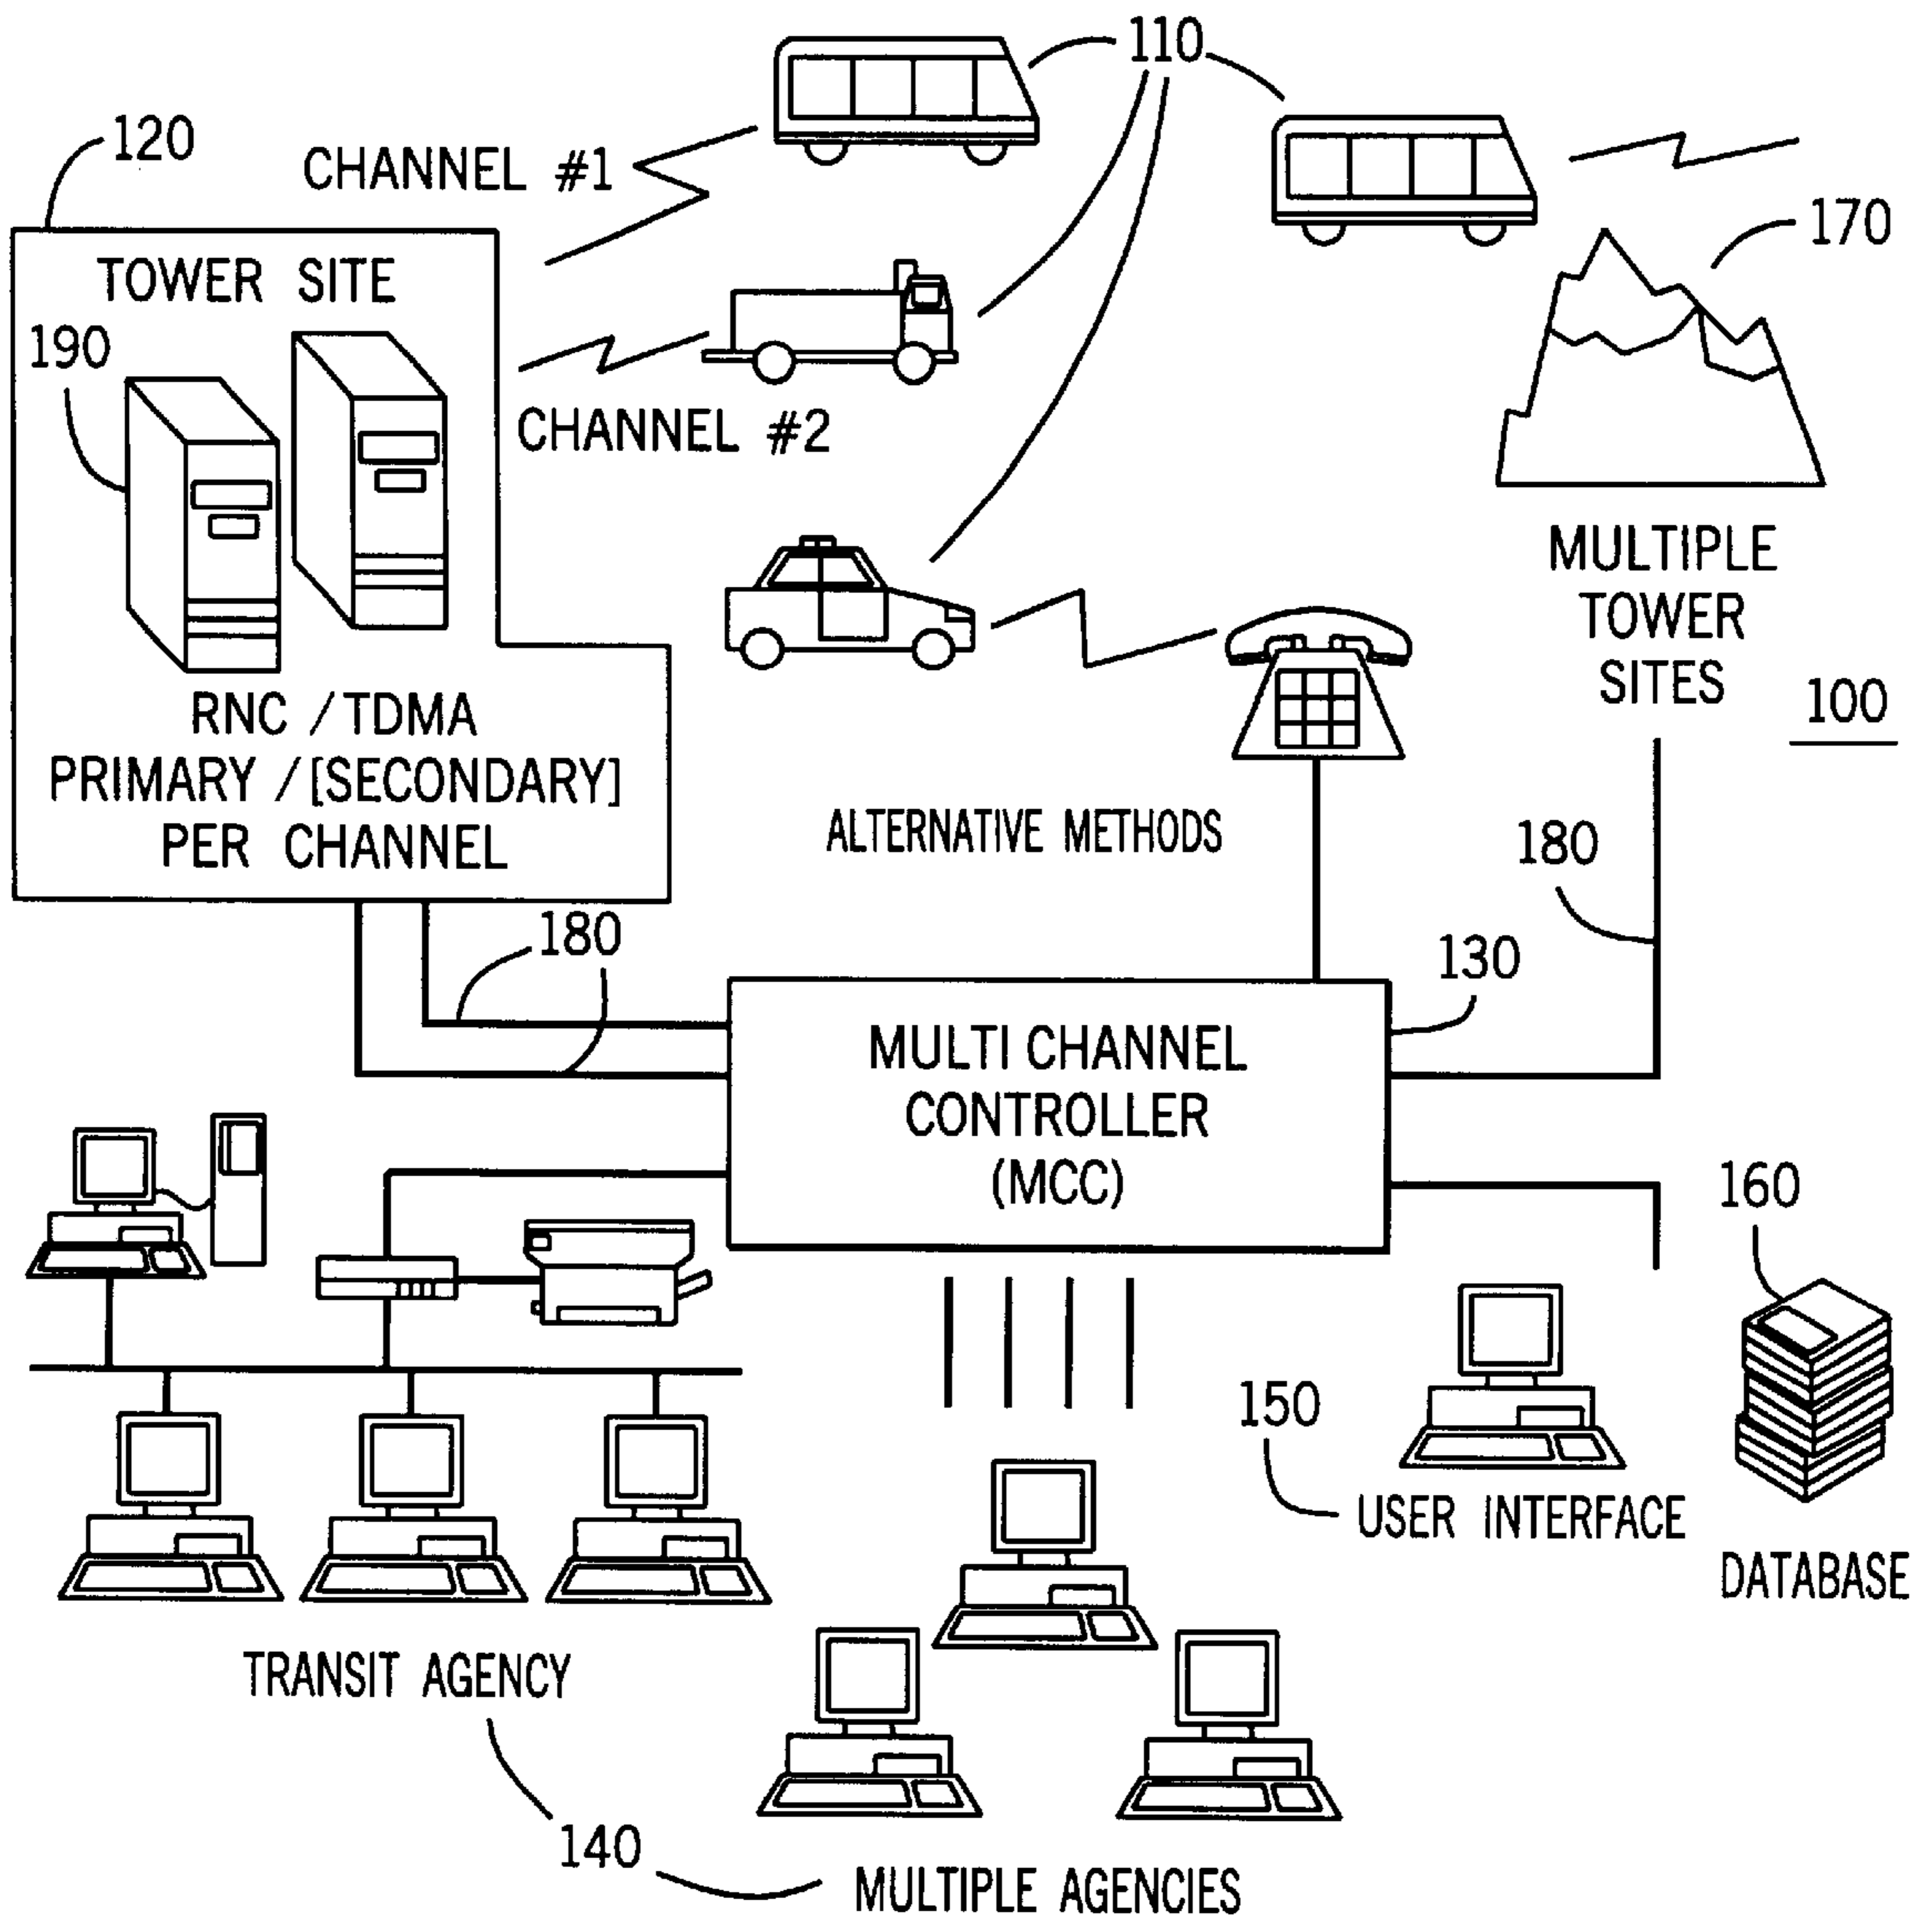 110
120
CHANNEL #1
170
TOWER SITE
190
CHANNEL #2
MULTIPLE
TOWER
SITES
100
RNC / TDMA
PRIMARY / [SECONDARY]
PER CHANNEL
ALTERNATIVE METHODS
180
180
130
MULTI CHANNEL
CONTROLLER
(MCC)
160
150
USER INTERFACE
DATABASE
TRANSIT AGENCY
140
MULTIPLE AGENCIES